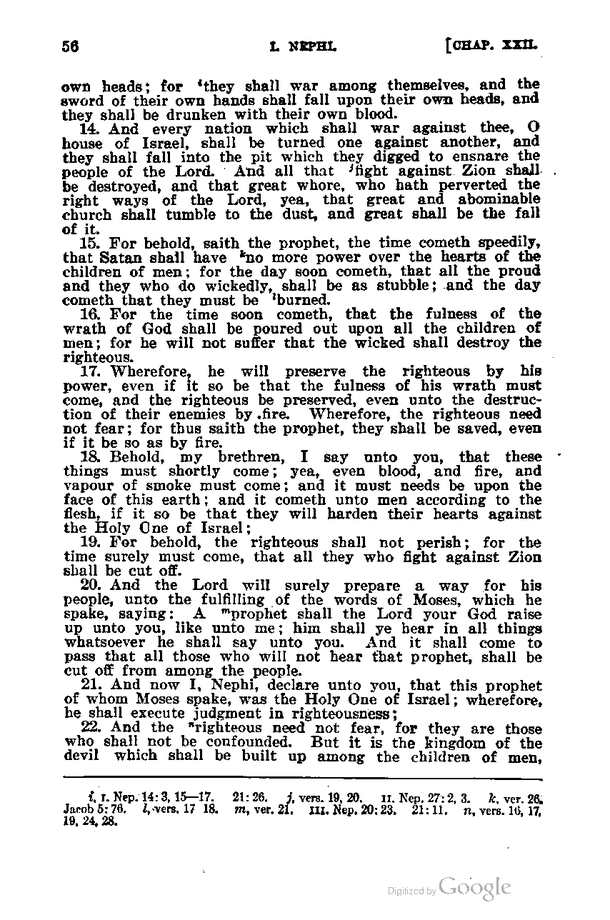 56 I. NEPHI. [CHAP. XXII.
own heads; for ⁱthey shall war among themselves, and the
sword of their own hands shall fall upon their own heads, and
they shall be drunken with their own blood.
14. And every nation which shall war against thee, O
house of Israel, shall be turned one against another, and
they shall fall into the pit which they digged to ensnare the
people of the Lord. And all that ʲfight against Zion shall
be destroyed, and that great whore, who hath perverted the
right ways of the Lord, yea, that great and abominable
church shall tumble to the dust, and great shall be the fall
of it.
15. For behold, saith the prophet, the time cometh speedily,
that Satan shall have ᵏno more power over the hearts of the
children of men; for the day soon cometh, that all the proud
and they who do wickedly, shall be as stubble; and the day
cometh that they must be ˡburned.
16. For the time soon cometh, that the fulness of the
wrath of God shall be poured out upon all the children of
men; for he will not suffer that the wicked shall destroy the
righteous.
17. Wherefore, he will preserve the righteous by his
power, even if it so be that the fulness of his wrath must
come, and the righteous be preserved, even unto the destruc-
tion of their enemies by fire. Wherefore, the righteous need
not fear; for thus saith the prophet, they shall be saved, even
if it be so as by fire.
18. Behold, my brethren, I say unto you, that these
things must shortly come; yea, even blood, and fire, and
vapour of smoke must come; and it must needs be upon the
face of this earth; and it cometh unto men according to the
flesh, if it so be that they will harden their hearts against
the Holy One of Israel;
19. For behold, the righteous shall not perish; for the
time surely must come, that all they who fight against Zion
shall be cut off.
20. And the Lord will surely prepare a way for his
people, unto the fulfilling of the words of Moses, which he
spake, saying: A ᵐprophet shall the Lord your God raise
up unto you, like unto me; him shall ye hear in all things
whatsoever he shall say unto you. And it shall come to
pass that all those who will not hear that prophet, shall be
cut off from among the people.
21. And now I, Nephi, declare unto you, that this prophet
of whom Moses spake, was the Holy One of Israel; wherefore,
he shall execute judgment in righteousness;
22. And the ⁿrighteous need not fear, for they are those
who shall not be confounded. But it is the kingdom of the
devil which shall be built up among the children of men,
i, I. Nep. 14: 3, 15—17. 21: 26. j, vers. 19, 20. II. Nep. 27: 2, 3. k, ver. 26.
Jacob 5: 76. l, vers. 17 18. m, ver. 21. III. Nep. 20: 23. 21: 11. n, vers. 16, 17,
19, 24, 28.
Digitized by Google